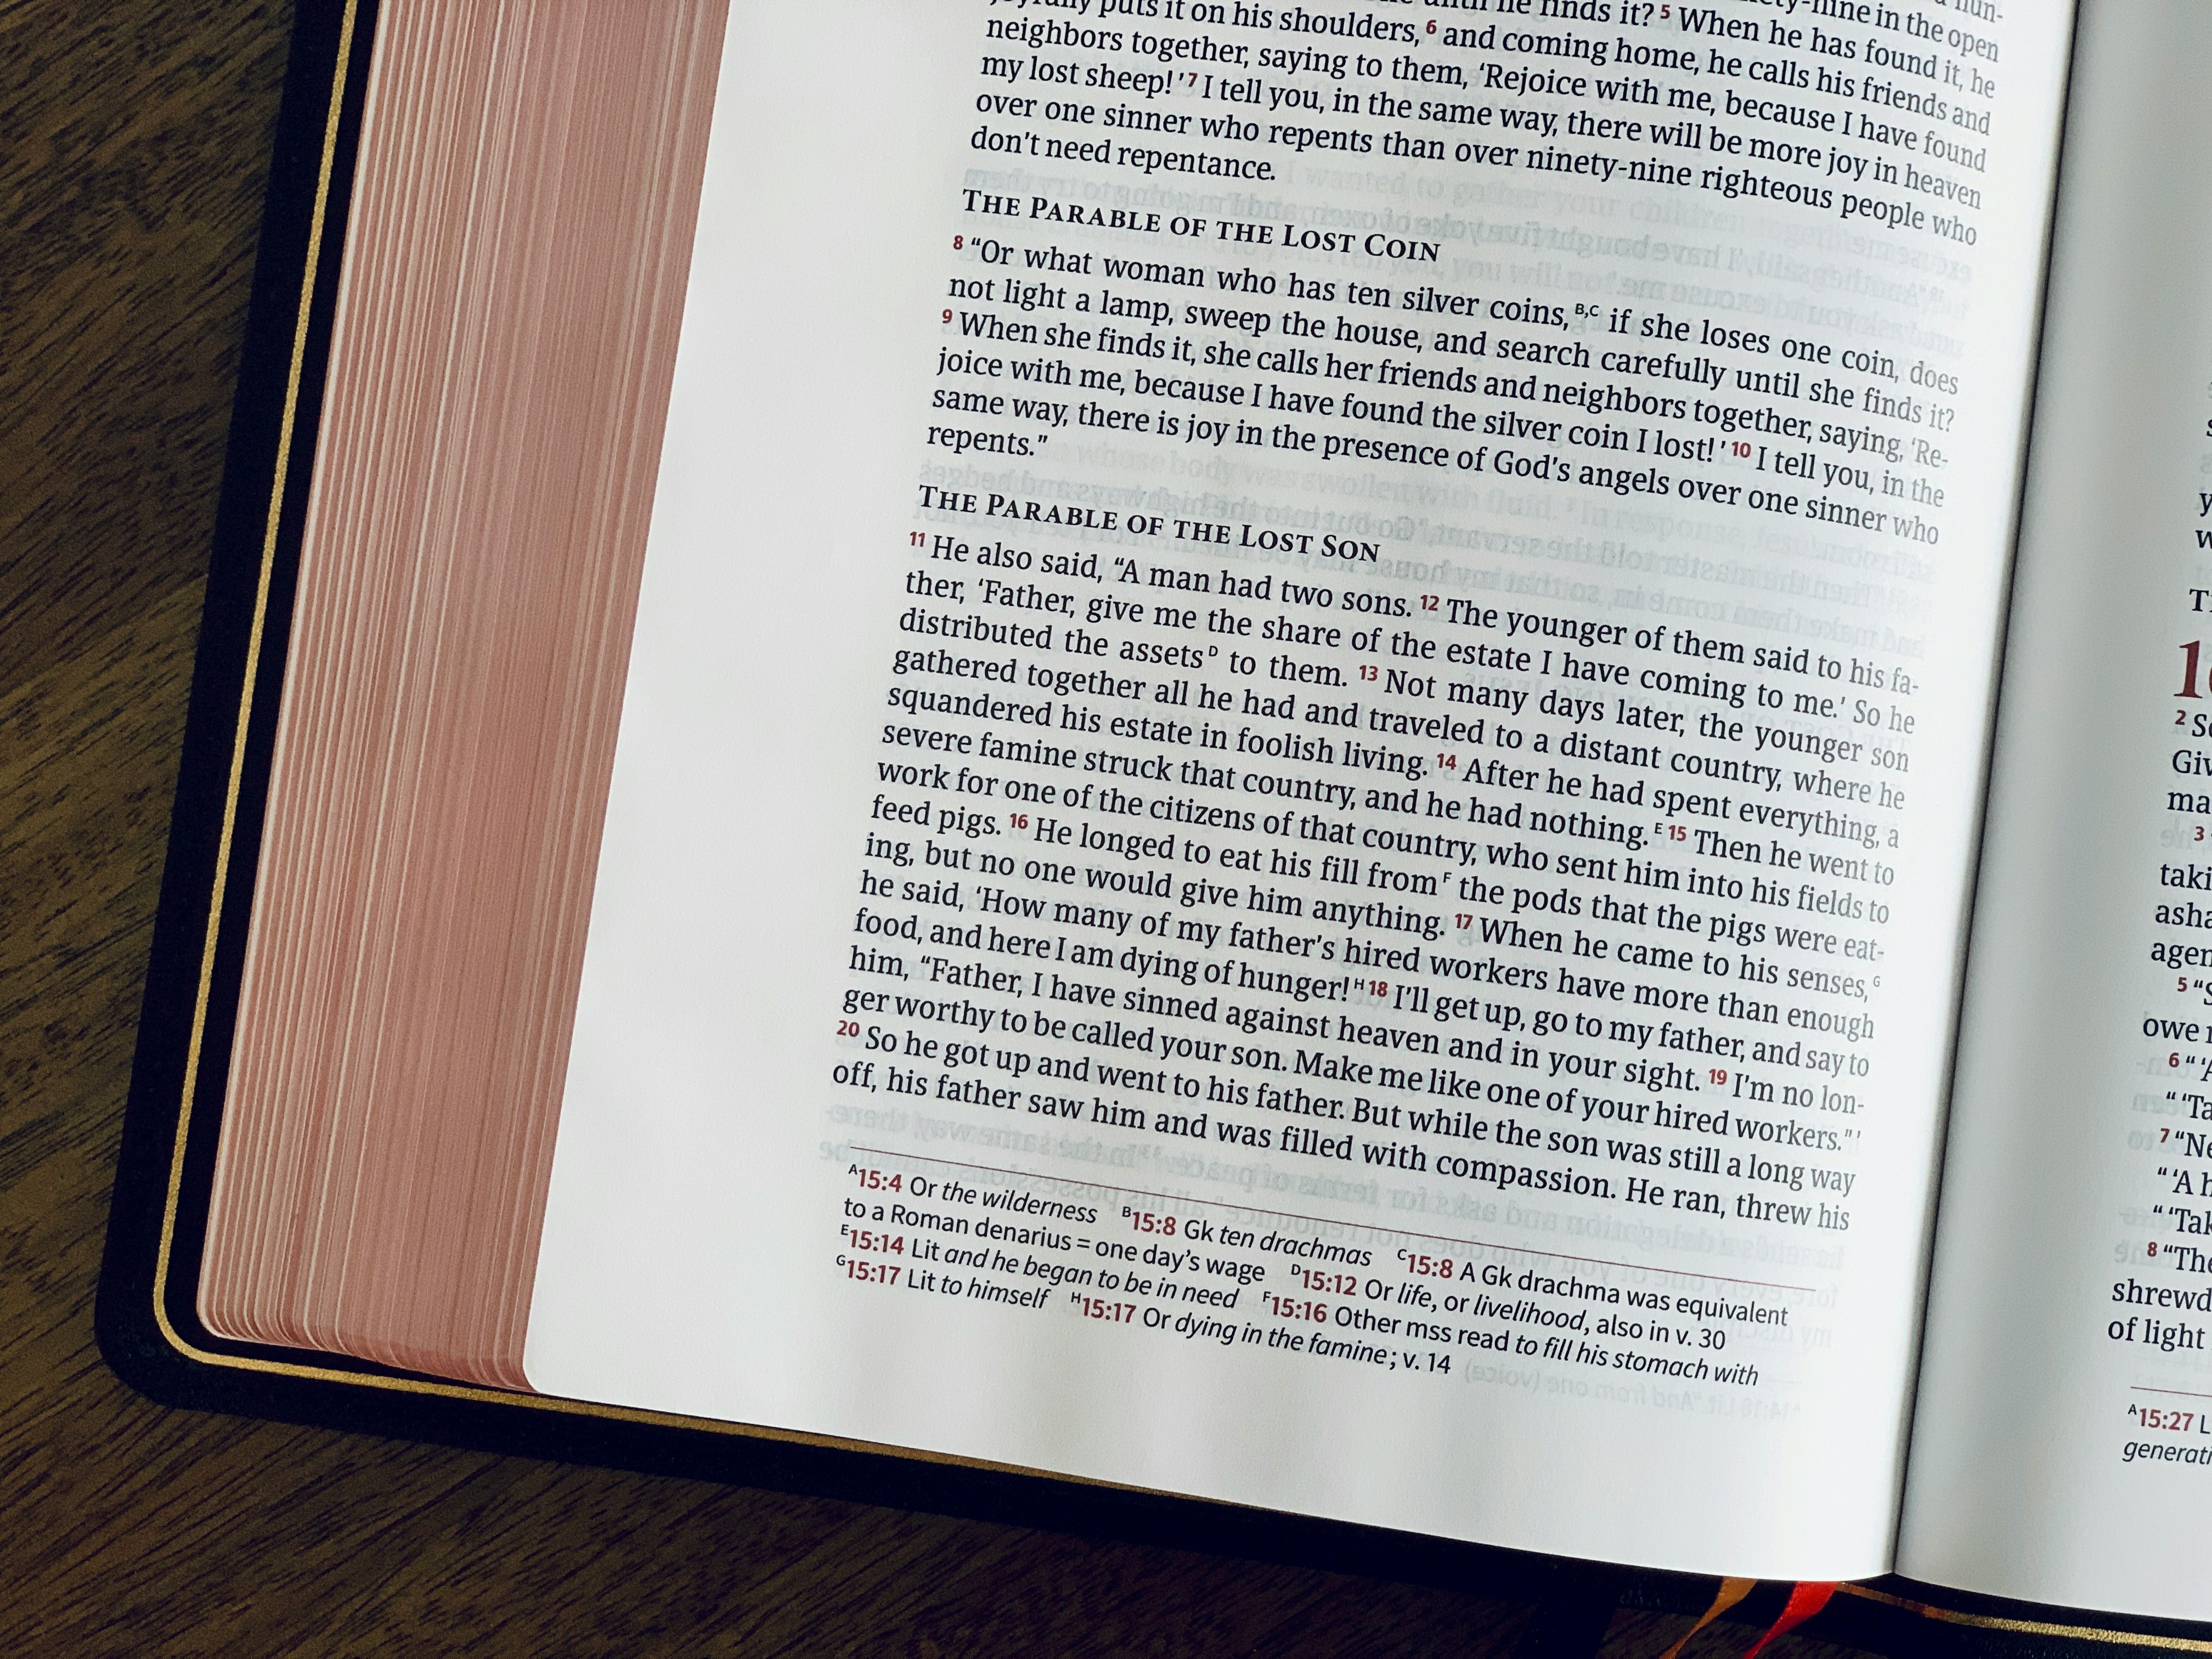 puts it on his shoulders, ⁶ and coming home, he calls his friends and
neighbors together, saying to them, ‘Rejoice with me, because I have found
my lost sheep!’ ⁷ I tell you, in the same way, there will be more joy in heaven
over one sinner who repents than over ninety-nine righteous people who
don't need repentance.
THE PARABLE OF THE LOST COIN
⁸ “Or what woman who has ten silver coins,ᴮ,ꟲ if she loses one coin, does
not light a lamp, sweep the house, and search carefully until she finds it?
⁹ When she finds it, she calls her friends and neighbors together, saying, ‘Re-
joice with me, because I have found the silver coin I lost!’ ¹⁰ I tell you, in the
same way, there is joy in the presence of God's angels over one sinner who
repents.”
THE PARABLE OF THE LOST SON
¹¹ He also said, “A man had two sons. ¹² The younger of them said to his fa-
ther, ‘Father, give me the share of the estate I have coming to me.’ So he
distributed the assetsᴰ to them. ¹³ Not many days later, the younger son
gathered together all he had and traveled to a distant country, where he
squandered his estate in foolish living. ¹⁴ After he had spent everything, a
severe famine struck that country, and he had nothing.ᴱ ¹⁵ Then he went to
work for one of the citizens of that country, who sent him into his fields to
feed pigs. ¹⁶ He longed to eat his fill fromF the pods that the pigs were eat-
ing, but no one would give him anything. ¹⁷ When he came to his senses,ᴳ
he said, ‘How many of my father's hired workers have more than enough
food, and here I am dying of hunger!ᴴ ¹⁸ I'll get up, go to my father, and say to
him, “Father, I have sinned against heaven and in your sight. ¹⁹ I'm no lon-
ger worthy to be called your son. Make me like one of your hired workers.” ’
²⁰ So he got up and went to his father. But while the son was still a long way
off, his father saw him and was filled with compassion. He ran, threw his
ᴬ15:4 Or the wilderness ᴮ15:8 Gk ten drachmas ꟲ15:8 A Gk drachma was equivalent
to a Roman denarius = one day's wage ᴰ15:12 Or life, or livelihood, also in v. 30
ᴱ15:14 Lit and he began to be in need F15:16 Other mss read to fill his stomach with
ᴳ15:17 Lit to himself ᴴ15:17 Or dying in the famine; v. 14
² S
Giv
ma
³
taki
asha
agen
⁵ “S
owe
⁶ “ ‘A
“ ‘Ta
⁷ “Ne
“ ‘A h
“ ‘Tak
⁸ “The
shrewd
of light
ᴬ15:27 L
generati